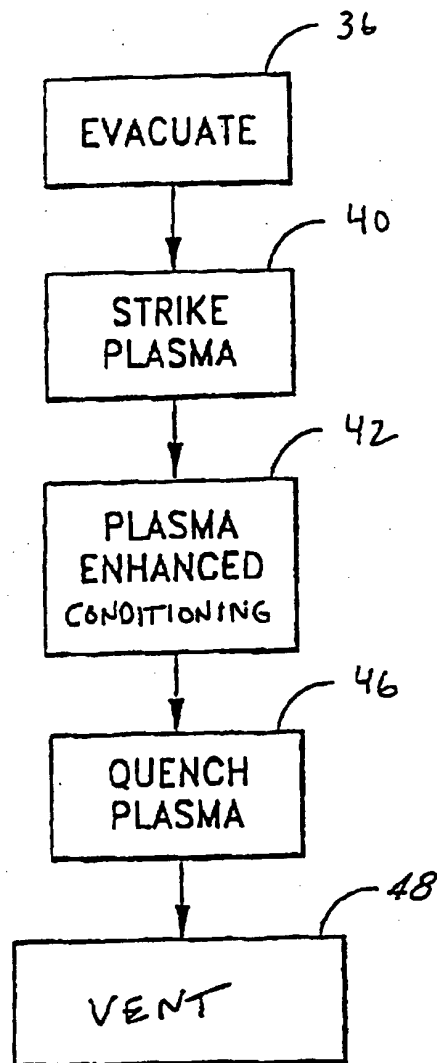 36
EVACUATE
40
STRIKE
PLASMA
42
PLASMA
ENHANCED
CONDITIONING
46
QUENCH
PLASMA
48
VENT